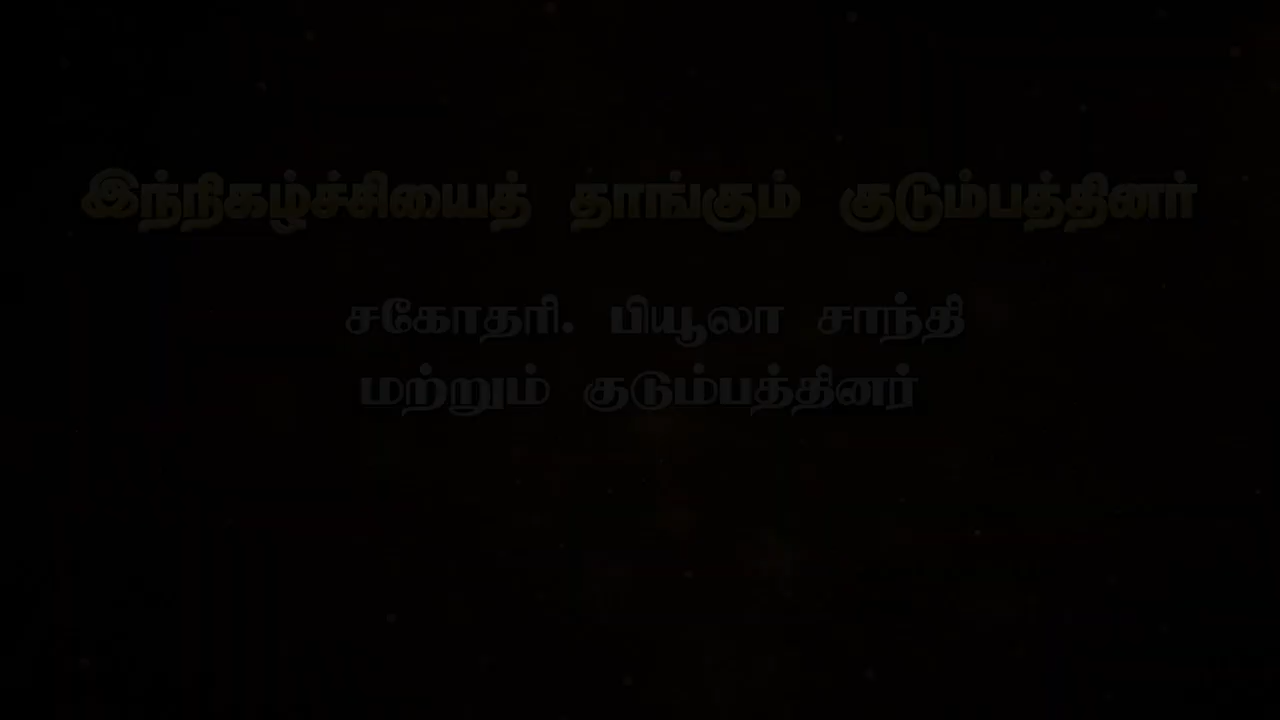 இந்நிகழ்ச்சியைத் தாங்கும் குடும்பத்தினர்
சகோதரி. பியூலா சாந்தி
மற்றும் குடும்பத்தினர்